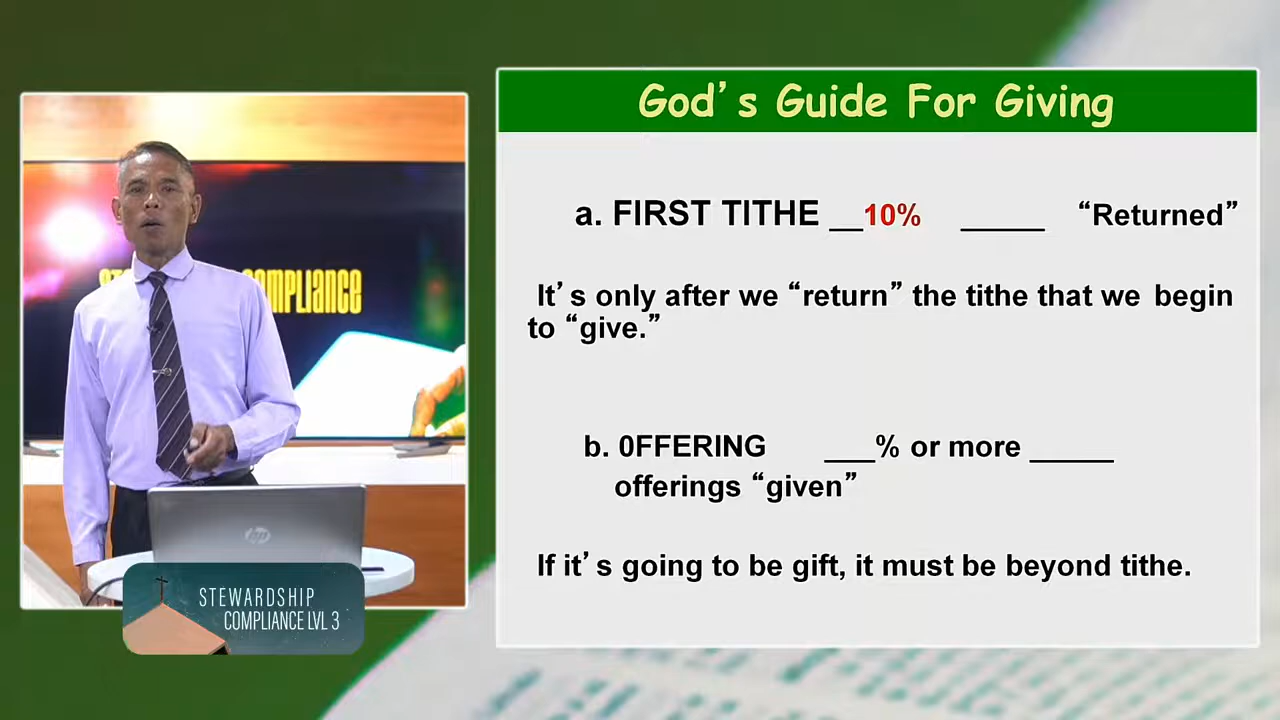 God's Guide For Giving
a. FIRST TITHE __10% _____ “Returned”
It's only after we “return” the tithe that we begin
to “give.”
b. 0FFERING ___% or more _____
offerings “given”
If it's going to be gift, it must be beyond tithe.
COMPLIANCE
hp
STEWARDSHIP
COMPLIANCE LVL 3